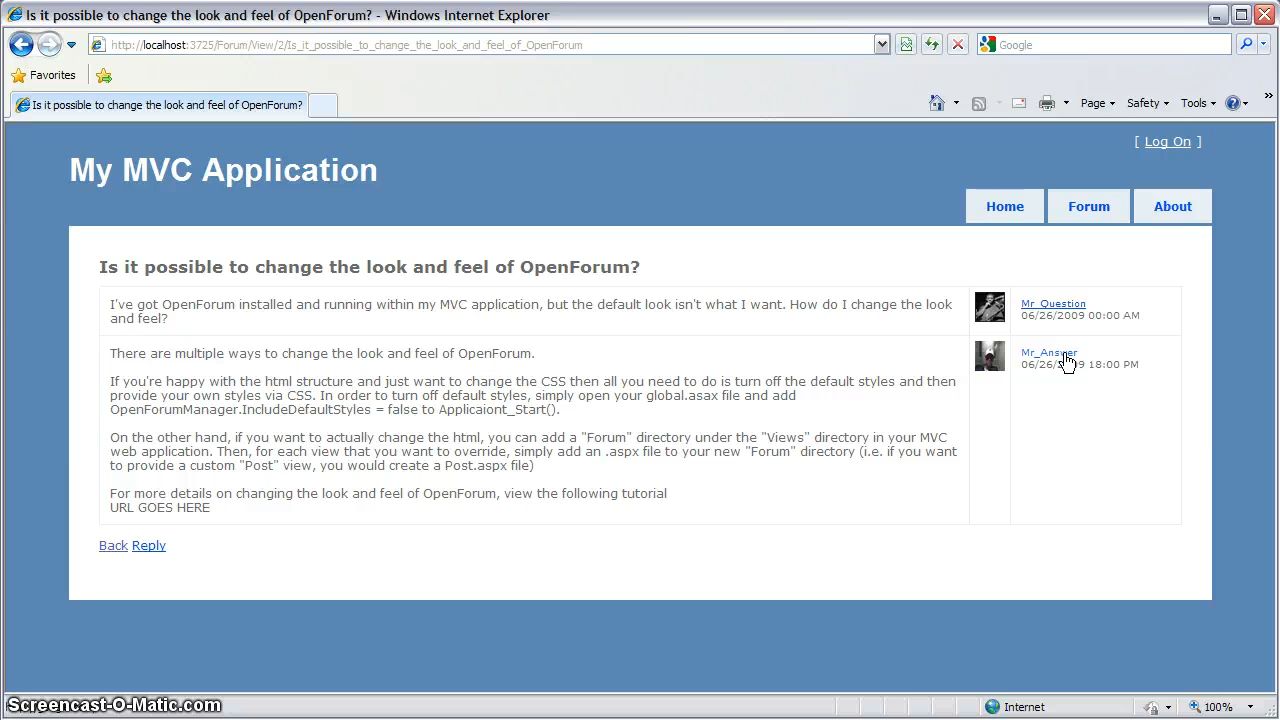 Is it possible to change the look and feel of OpenForum? - Windows Internet Explorer
http://localhost:3725/Forum/View/2/Is_it_possible_to_change_the_look_and_feel_of_OpenForum
Google
Favorites
Is it possible to change the look and feel of OpenForum?
Page
Safety
Tools
»
[ Log On ]
My MVC Application
Home
Forum
About
Is it possible to change the look and feel of OpenForum?
I've got OpenForum installed and running within my MVC application, but the default look isn't what I want. How do I change the look
and feel?
Mr_Question
06/26/2009 00:00 AM
There are multiple ways to change the look and feel of OpenForum.
If you're happy with the html structure and just want to change the CSS then all you need to do is turn off the default styles and then
provide your own styles via CSS. In order to turn off default styles, simply open your global.asax file and add
OpenForumManager.IncludeDefaultStyles = false to Applicaiont_Start().
On the other hand, if you want to actually change the html, you can add a "Forum" directory under the "Views" directory in your MVC
web application. Then, for each view that you want to override, simply add an .aspx file to your new "Forum" directory (i.e. if you want
to provide a custom "Post" view, you would create a Post.aspx file)
For more details on changing the look and feel of OpenForum, view the following tutorial
URL GOES HERE
Mr_Answer
06/26/2009 18:00 PM
Back Reply
Screencast-O-Matic.com
Internet
100%